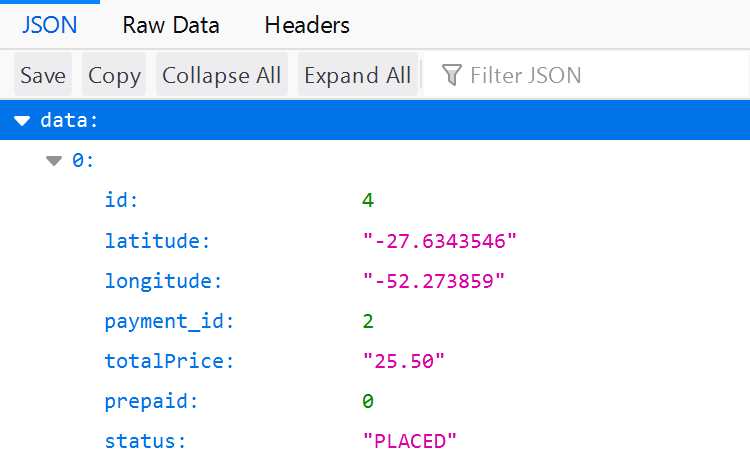 JSON Raw Data Headers
Save Copy Collapse All Expand All Filter JSON
data:
0:
id: 4
latitude: "-27.6343546"
longitude: "-52.273859"
payment_id: 2
totalPrice: "25.50"
prepaid: 0
status: "PLACED"